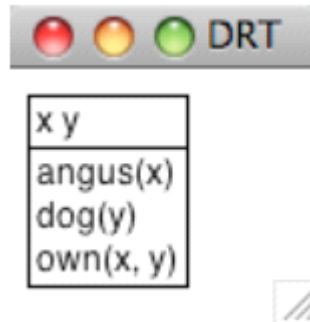 DRT
x y
angus(x)
dog(y)
own(x, y)